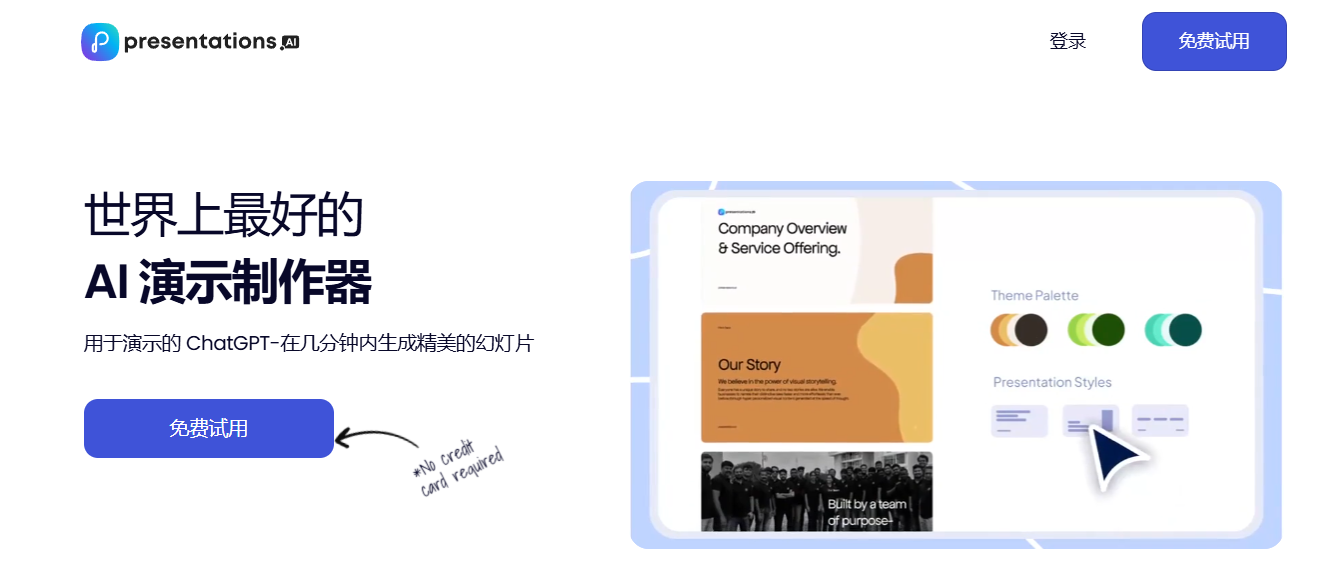 presentations.AI
登录
免费试用
世界上最好的
AI 演示制作器
用于演示的 ChatGPT-在几分钟内生成精美的幻灯片
免费试用
*No credit
card required
presentations.AI
Company Overview
& Service Offering.
Our Story
We believe in the power of visual storytelling.
Built by a team
of purpose-
Theme Palette
Presentation Styles